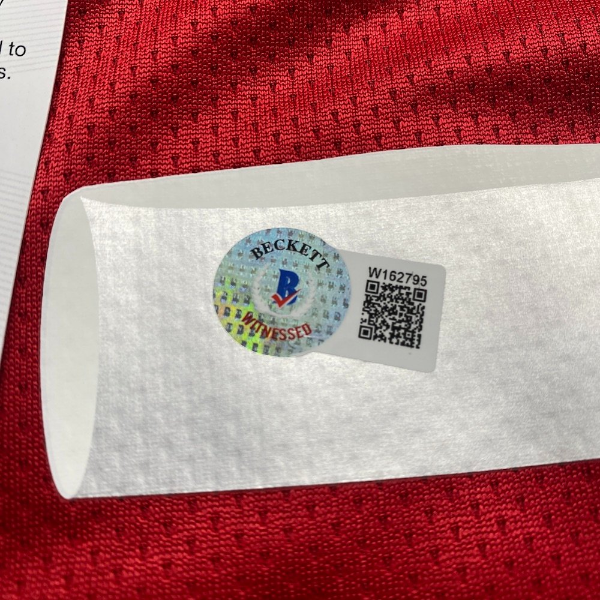 to
s.
BECKETT
B
WITNESSED
W162795